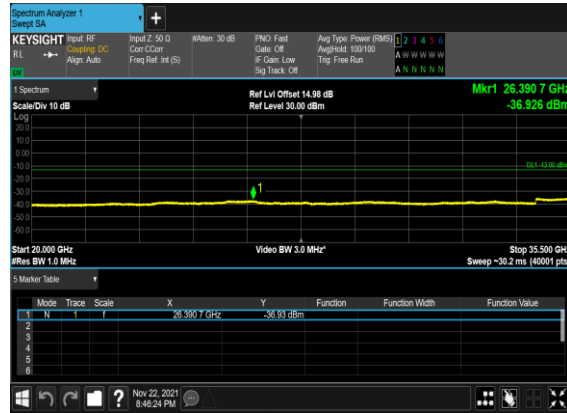 Spectrum Analyzer 1
Swept SA
KEYSIGHT Input: RF Input Z: 50 Ω #Atten: 30 dB PNO: Fast Avg Type: Power (RMS) 1 2 3 4 5 6
RL Coupling: DC Corr CCorr Gate: Off Avg|Hold: 100/100 A W W W W W
Align: Auto Freq Ref: Int (S) IF Gain: Low Trig: Free Run
Sig Track: Off A N N N N N
1 Spectrum Ref Lvl Offset 14.98 dB Mkr1 26.390 7 GHz
Scale/Div 10 dB Ref Level 30.00 dBm -36.926 dBm
Log
20.0
10.0
0.00
-10.0 DL1 -13.00 dBm
-20.0
-30.0
-40.0
-50.0
-60.0
1
Start 20.000 GHz Video BW 3.0 MHz* Stop 35.500 GHz
#Res BW 1.0 MHz Sweep ~30.2 ms (40001 pts)
5 Marker Table
Mode Trace Scale X Y Function Function Width Function Value
1 N 1 f 26.390 7 GHz -36.93 dBm
2
3
4
5
6
? Nov 22, 2021
8:46:24 PM